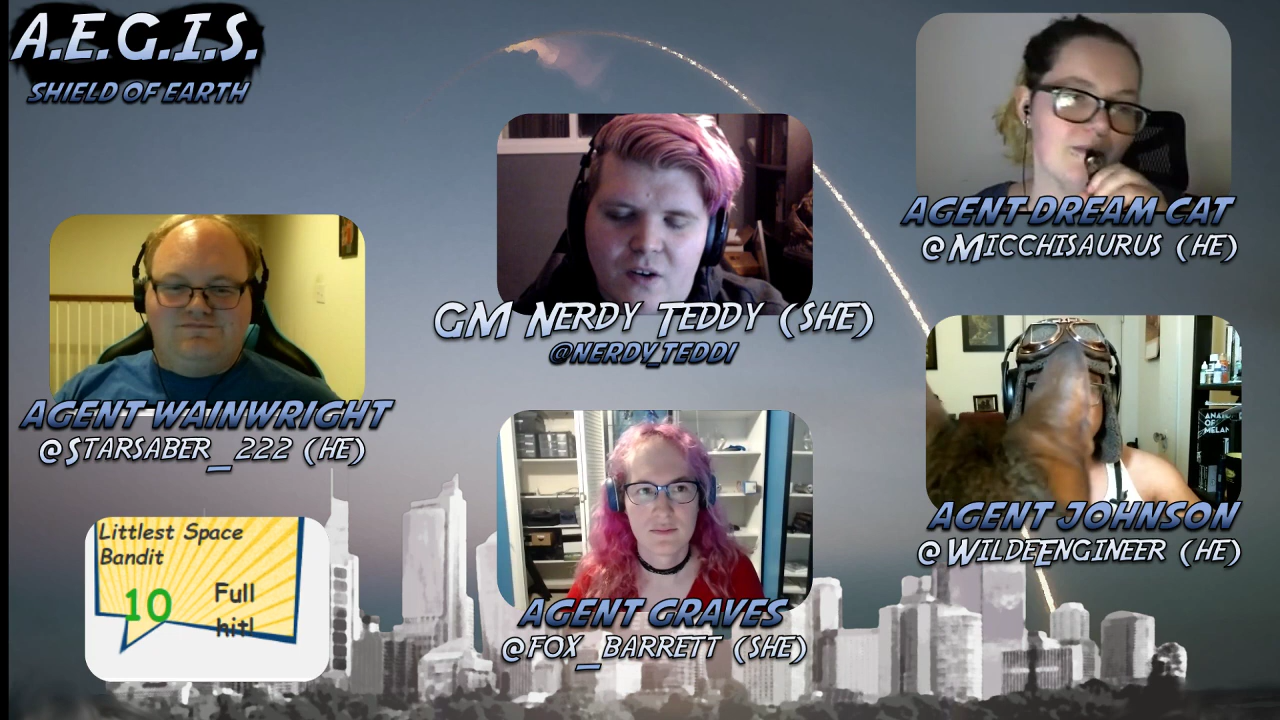 A.E.G.I.S.
SHIELD OF EARTH
AGENT DREAM CAT
@MICCHISAURUS (HE)
GM NERDY TEDDY (SHE)
@NERDY_TEDDI
AGENT WAINWRIGHT
@STARSABER_222 (HE)
AGENT JOHNSON
@WILDEENGINEER (HE)
AGENT GRAVES
@FOX_BARRETT (SHE)
Littlest Space
Bandit
10
Full
hit!